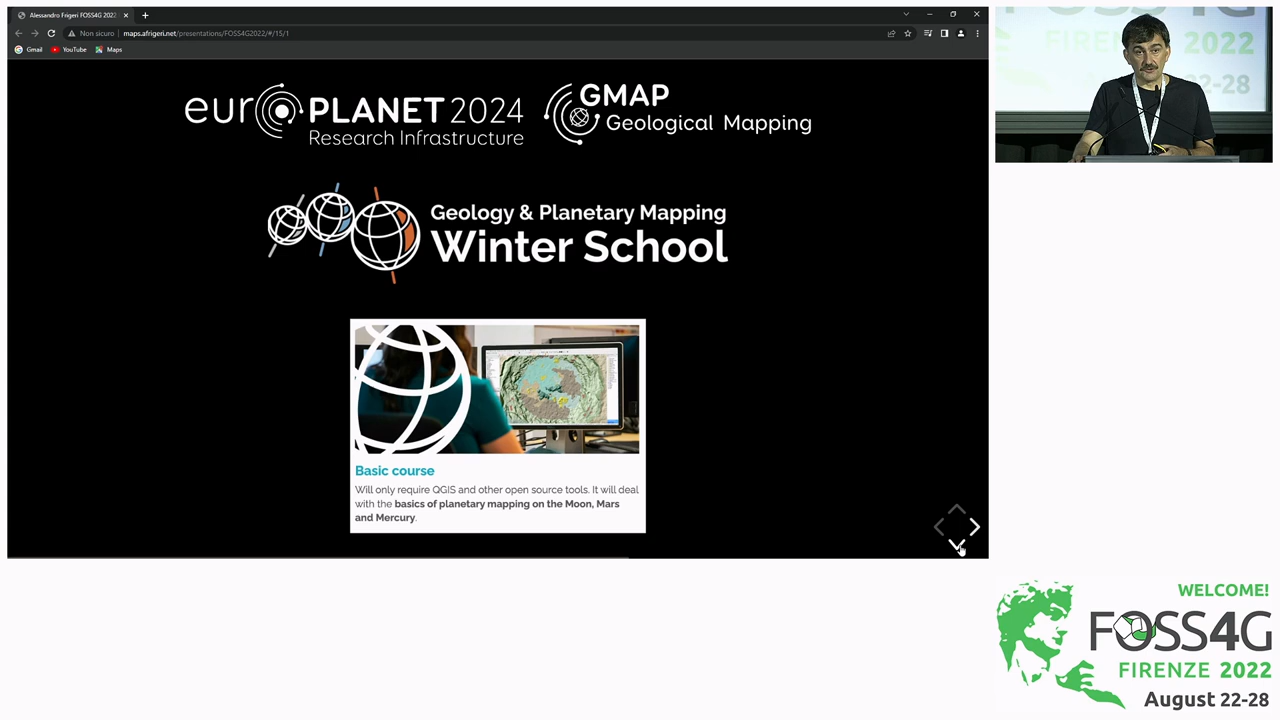 Alessandro Frigeri FOSS4G 2022
Non sicuro
maps.afrigeri.net/presentations/FOSS4G2022/#/15/1
Gmail
YouTube
Maps
euroPLANET 2024
Research Infrastructure
GMAP
Geological Mapping
Geology & Planetary Mapping
Winter School
Basic course
Will only require QGIS and other open source tools. It will deal
with the basics of planetary mapping on the Moon, Mars
and Mercury.
FOSS4G
FIRENZE 2022
22-28
WELCOME!
FOSS4G
FIRENZE 2022
August 22-28